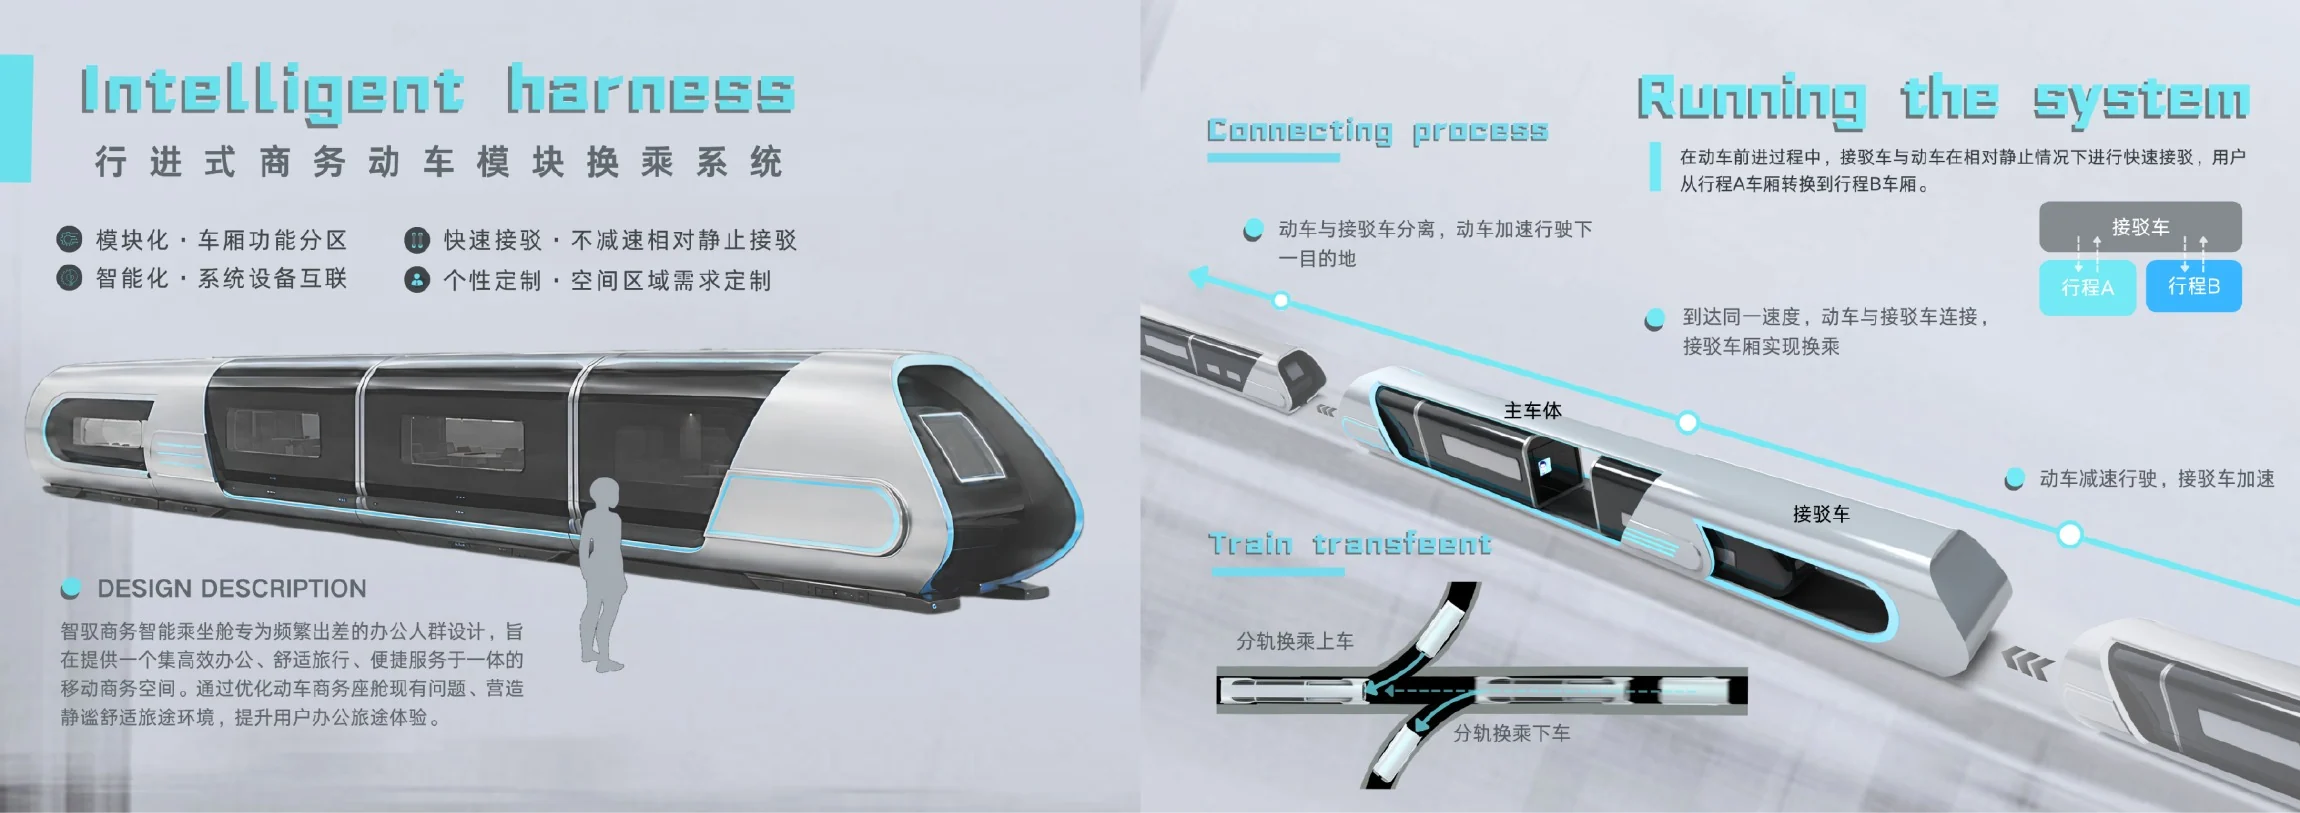 Intelligent harness
行进式商务动车模块换乘系统
模块化·车厢功能分区
快速接驳·不减速相对静止接驳
智能化·系统设备互联
个性定制·空间区域需求定制
DESIGN DESCRIPTION
智驭商务智能乘坐舱专为频繁出差的办公人群设计，旨
在提供一个集高效办公、舒适旅行、便捷服务于一体的
移动商务空间。通过优化动车商务座舱现有问题、营造
静谧舒适旅途环境，提升用户办公旅途体验。
Running the system
在动车前进过程中，接驳车与动车在相对静止情况下进行快速接驳，用户
从行程A车厢转换到行程B车厢。
接驳车
行程A
行程B
Connecting process
动车与接驳车分离，动车加速行驶下
一目的地
到达同一速度，动车与接驳车连接，
接驳车厢实现换乘
动车减速行驶，接驳车加速
主车体
接驳车
Train transfeent
分轨换乘上车
分轨换乘下车